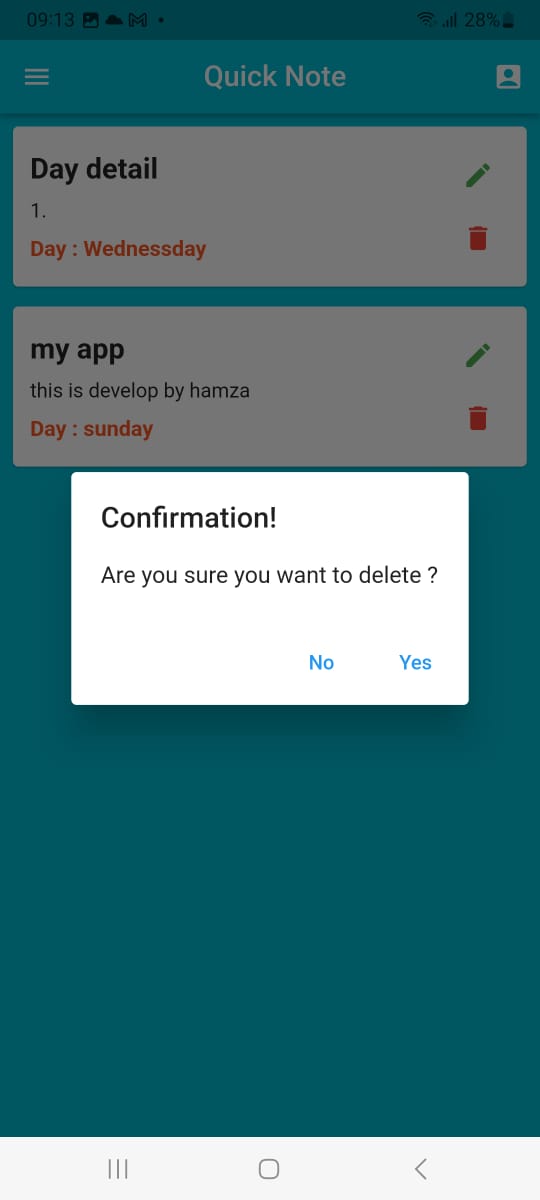 09:13 28%
Quick Note
Day detail
1.
Day : Wednessday
my app
this is develop by hamza
Day : sunday
Confirmation!
Are you sure you want to delete ?
No Yes